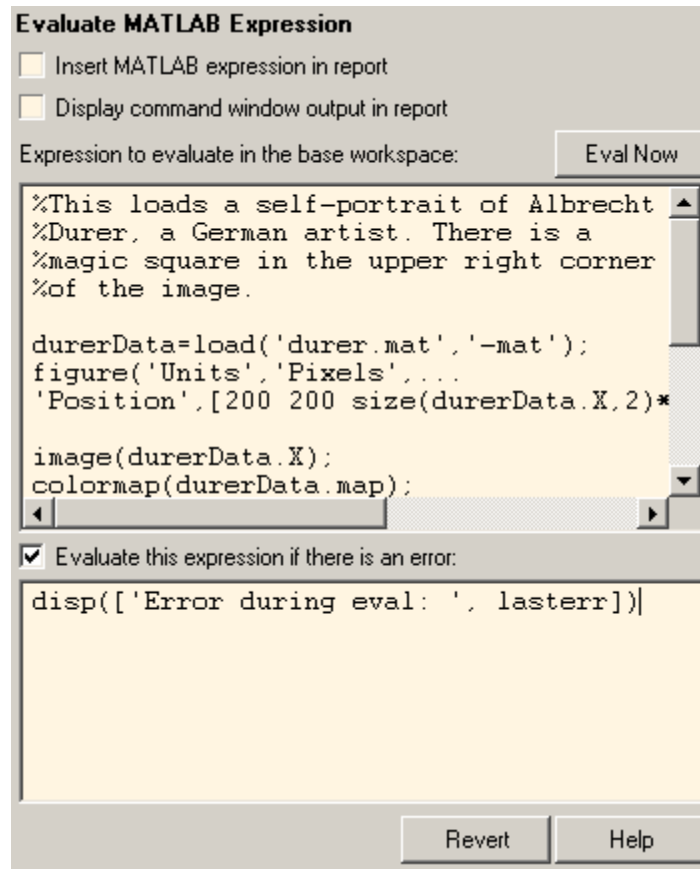 Evaluate MATLAB Expression
Insert MATLAB expression in report
Display command window output in report
Expression to evaluate in the base workspace:
Eval Now
%This loads a self-portrait of Albrecht
%Durer, a German artist. There is a
%magic square in the upper right corner
%of the image.
durerData=load('durer.mat','-mat');
figure('Units','Pixels',...
'Position',[200 200 size(durerData.X,2)*
image(durerData.X);
colormap(durerData.map);
Evaluate this expression if there is an error:
disp(['Error during eval: ', lasterr])
Revert
Help